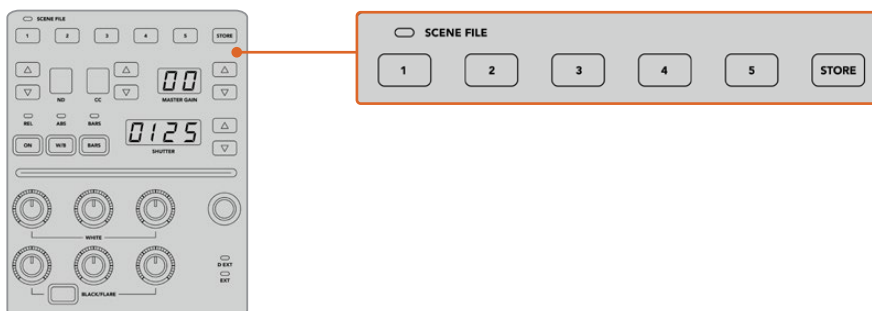 SCENE FILE
1 2 3 4 5 STORE
ND CC 00 MASTER GAIN
REL ABS BARS
ON W/B BARS
0125
SHUTTER
WHITE
D-EXT
EXT
BLACK/FLARE
SCENE FILE
1 2 3 4 5 STORE